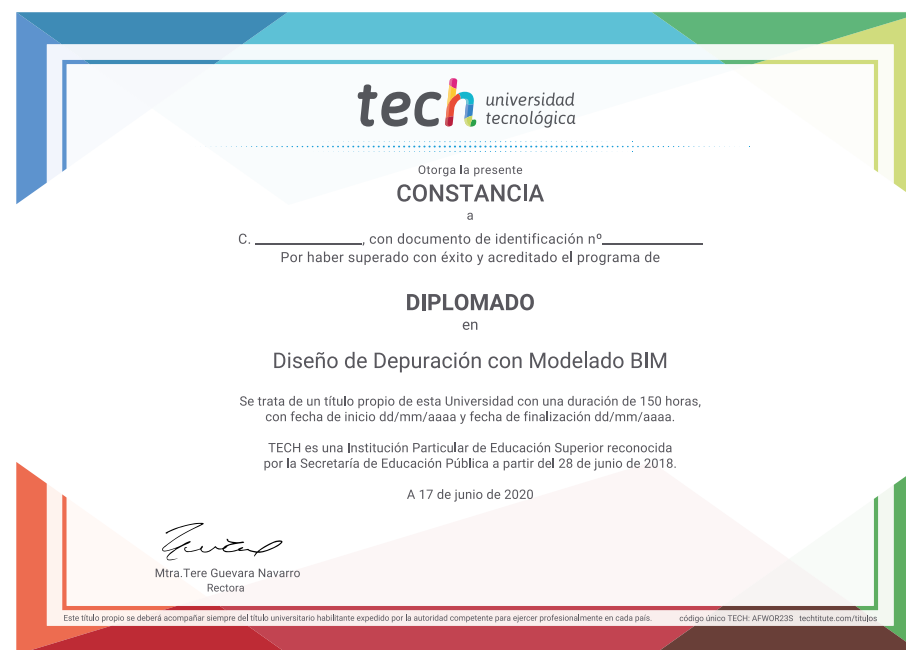 tech universidad
tecnológica
Otorga la presente
CONSTANCIA
a
C. ____________, con documento de identificación nº____________
Por haber superado con éxito y acreditado el programa de
DIPLOMADO
en
Diseño de Depuración con Modelado BIM
Se trata de un título propio de esta Universidad con una duración de 150 horas,
con fecha de inicio dd/mm/aaaa y fecha de finalización dd/mm/aaaa.
TECH es una Institución Particular de Educación Superior reconocida
por la Secretaría de Educación Pública a partir del 28 de junio de 2018.
A 17 de junio de 2020
Mtra.Tere Guevara Navarro
Rectora
Este título propio se deberá acompañar siempre del título universitario habilitante expedido por la autoridad competente para ejercer profesionalmente en cada país. código único TECH: AFWOR23S techtitute.com/titulos